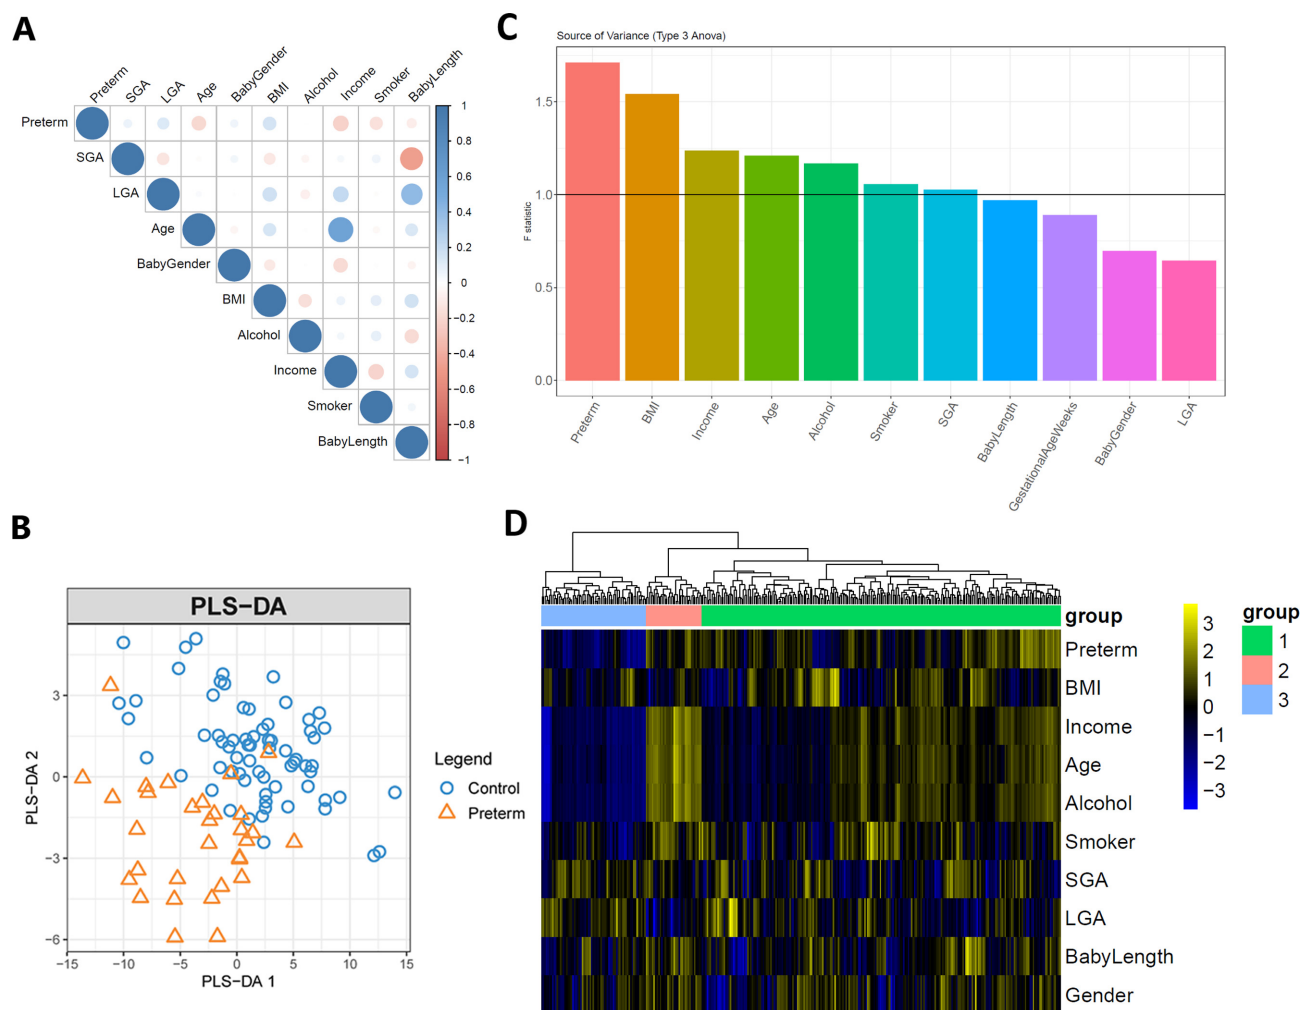 A
Preterm
SGA
LGA
Age
BabyGender
BMI
Alcohol
Income
Smoker
BabyLength
Preterm
SGA
LGA
Age
BabyGender
BMI
Alcohol
Income
Smoker
BabyLength
1
0.8
0.6
0.4
0.2
0
−0.2
−0.4
−0.6
−0.8
−1
C
Source of Variance (Type 3 Anova)
F statistic
1.5
1.0
0.5
0.0
Preterm
BMI
Income
Age
Alcohol
Smoker
SGA
BabyLength
GestationalAgeWeeks
BabyGender
LGA
B
PLS−DA
PLS−DA 2
3
0
−3
−6
−15 −10 −5 0 5 10 15
PLS−DA 1
Legend
Control
Preterm
D
group
Preterm
BMI
Income
Age
Alcohol
Smoker
SGA
LGA
BabyLength
Gender
3
2
1
0
−1
−2
−3
group
1
2
3